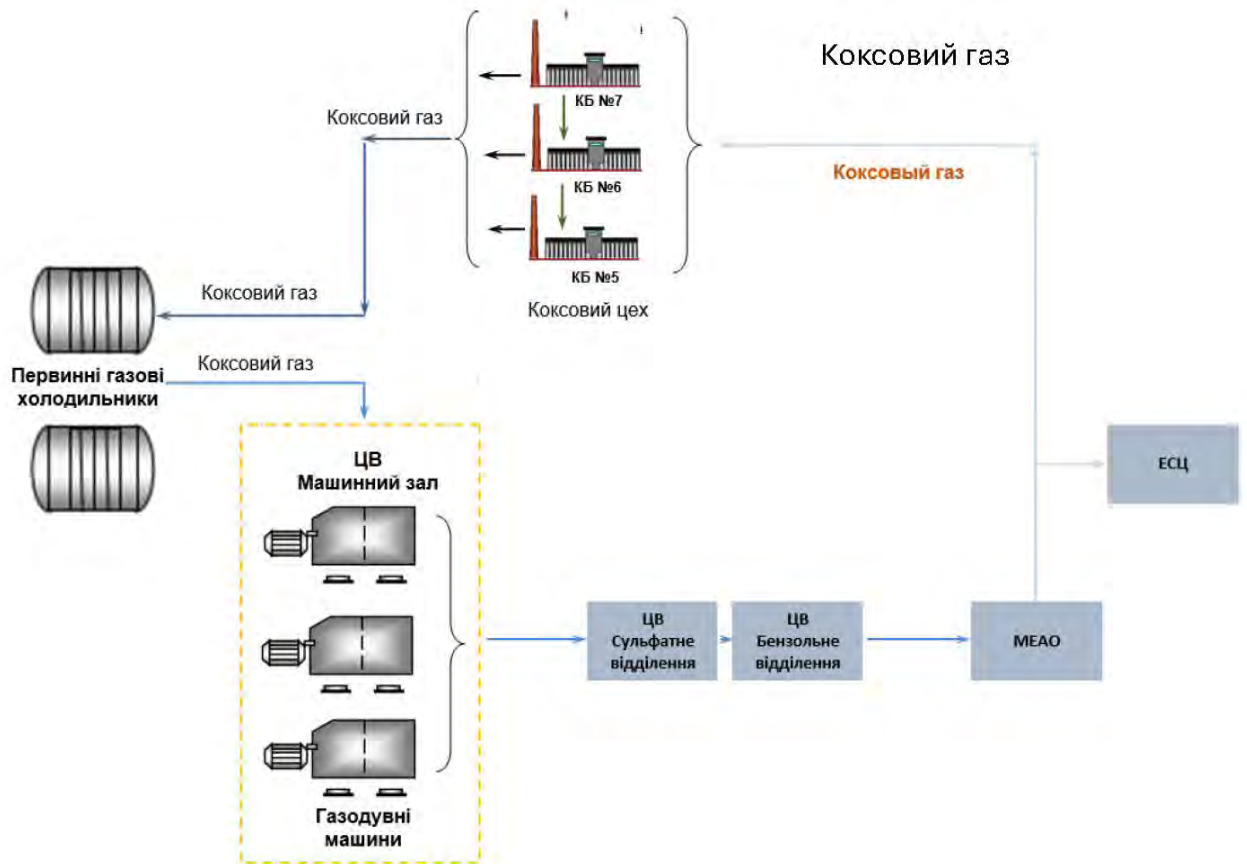 Коксовий газ
КБ №7
Коксовий газ
Коксовый газ
КБ №6
КБ №5
Коксовий газ
Коксовий цех
Коксовий газ
Первинні газові
холодильники
ЦВ
Машинний зал
ЕСЦ
ЦВ
Сульфатне
відділення
ЦВ
Бензольне
відділення
МЕАО
Газодувні
машини